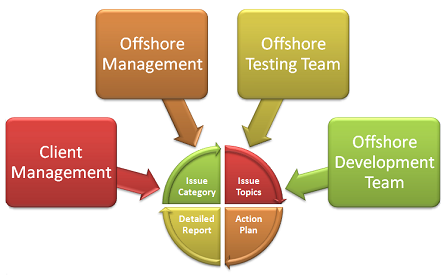 Offshore
Management
Offshore
Testing Team
Client
Management
Offshore
Development
Team
Issue
Category
Issue
Topics
Detailed
Report
Action
Plan